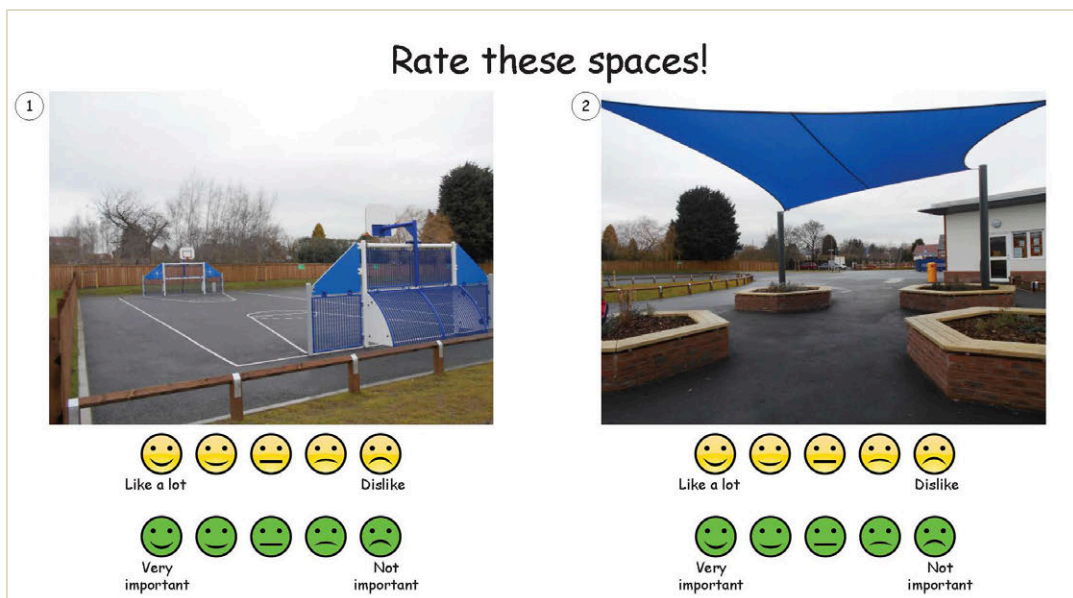 Rate these spaces!
1
2
Like a lot
Dislike
Like a lot
Dislike
Very
important
Not
important
Very
important
Not
important